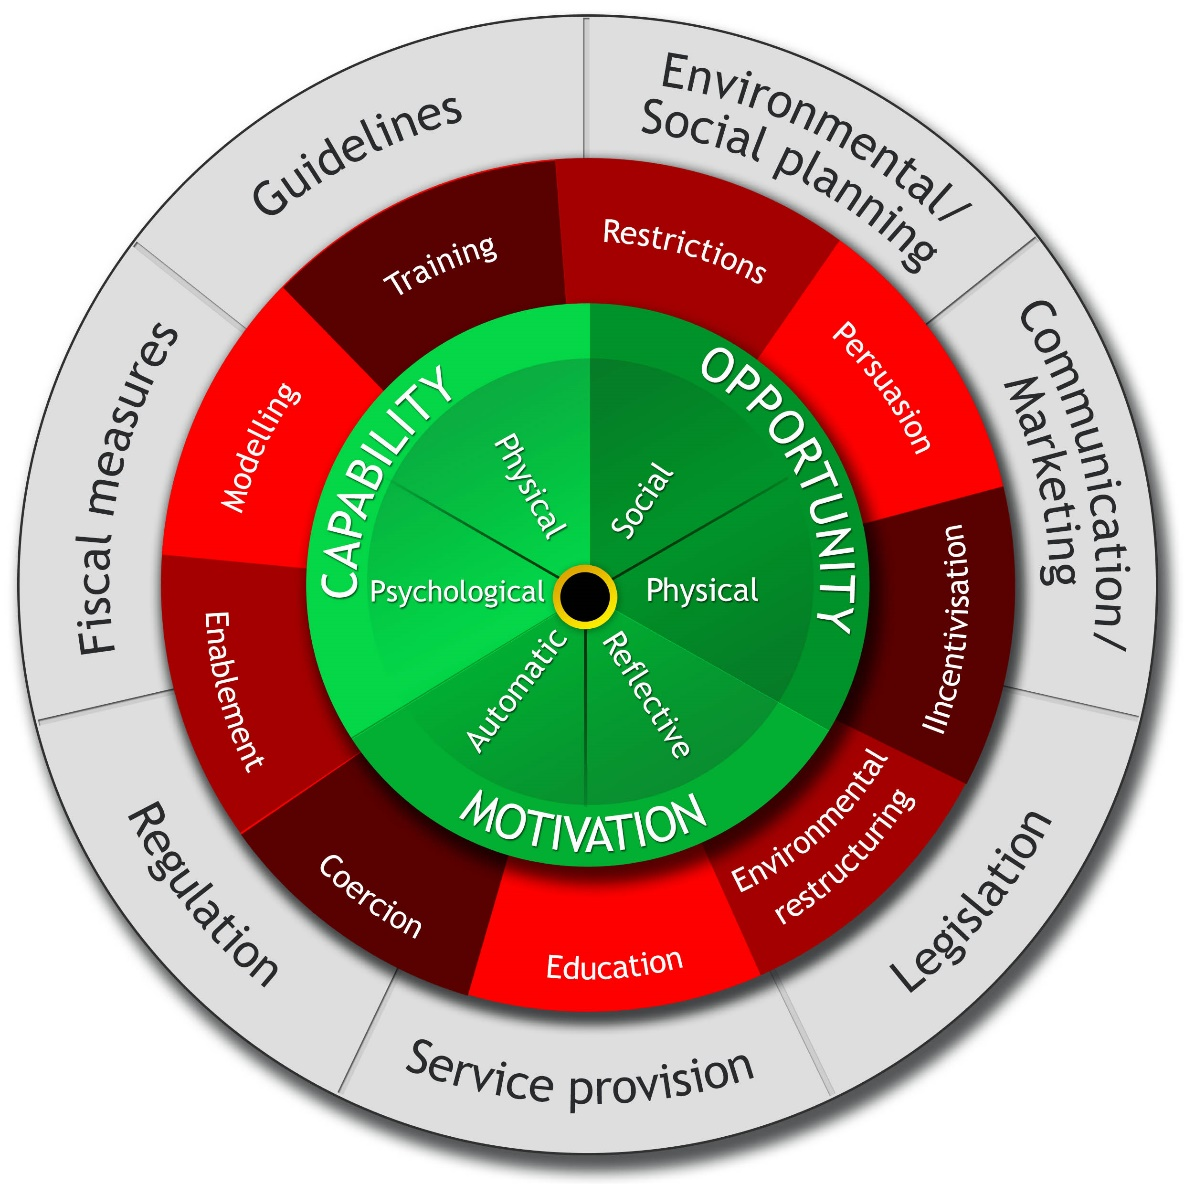 Environmental/
Social planning
Communication/
Marketing
Legislation
Service provision
Regulation
Fiscal measures
Guidelines
Restrictions
Persuasion
IIncentivisation
Environmental
restructuring
Education
Coercion
Enablement
Modelling
Training
CAPABILITY
OPPORTUNITY
MOTIVATION
Physical
Social
Psychological
Physical
Automatic
Reflective